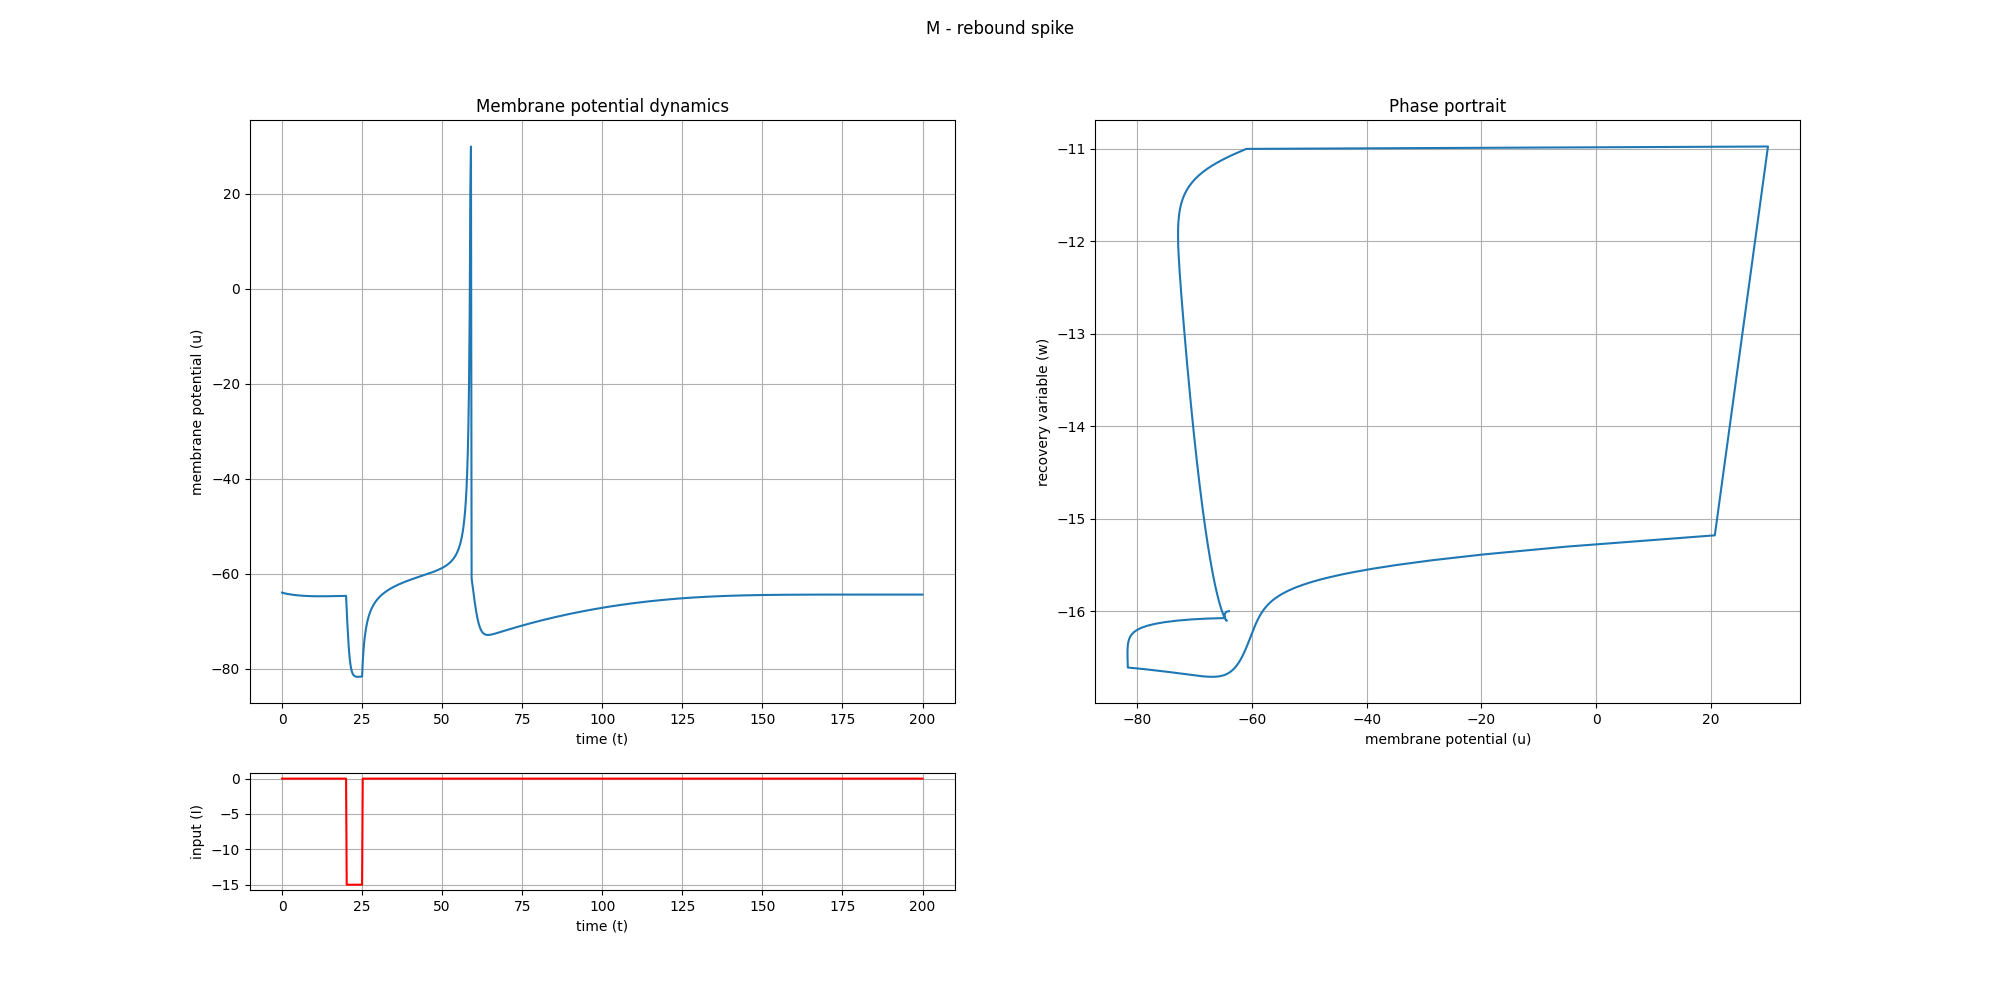 M - rebound spike
Membrane potential dynamics
membrane potential (u)
20
0
−20
−40
−60
−80
0 25 50 75 100 125 150 175 200
time (t)
Phase portrait
recovery variable (w)
−11
−12
−13
−14
−15
−16
−80 −60 −40 −20 0 20
membrane potential (u)
input (I)
0
−5
−10
−15
0 25 50 75 100 125 150 175 200
time (t)